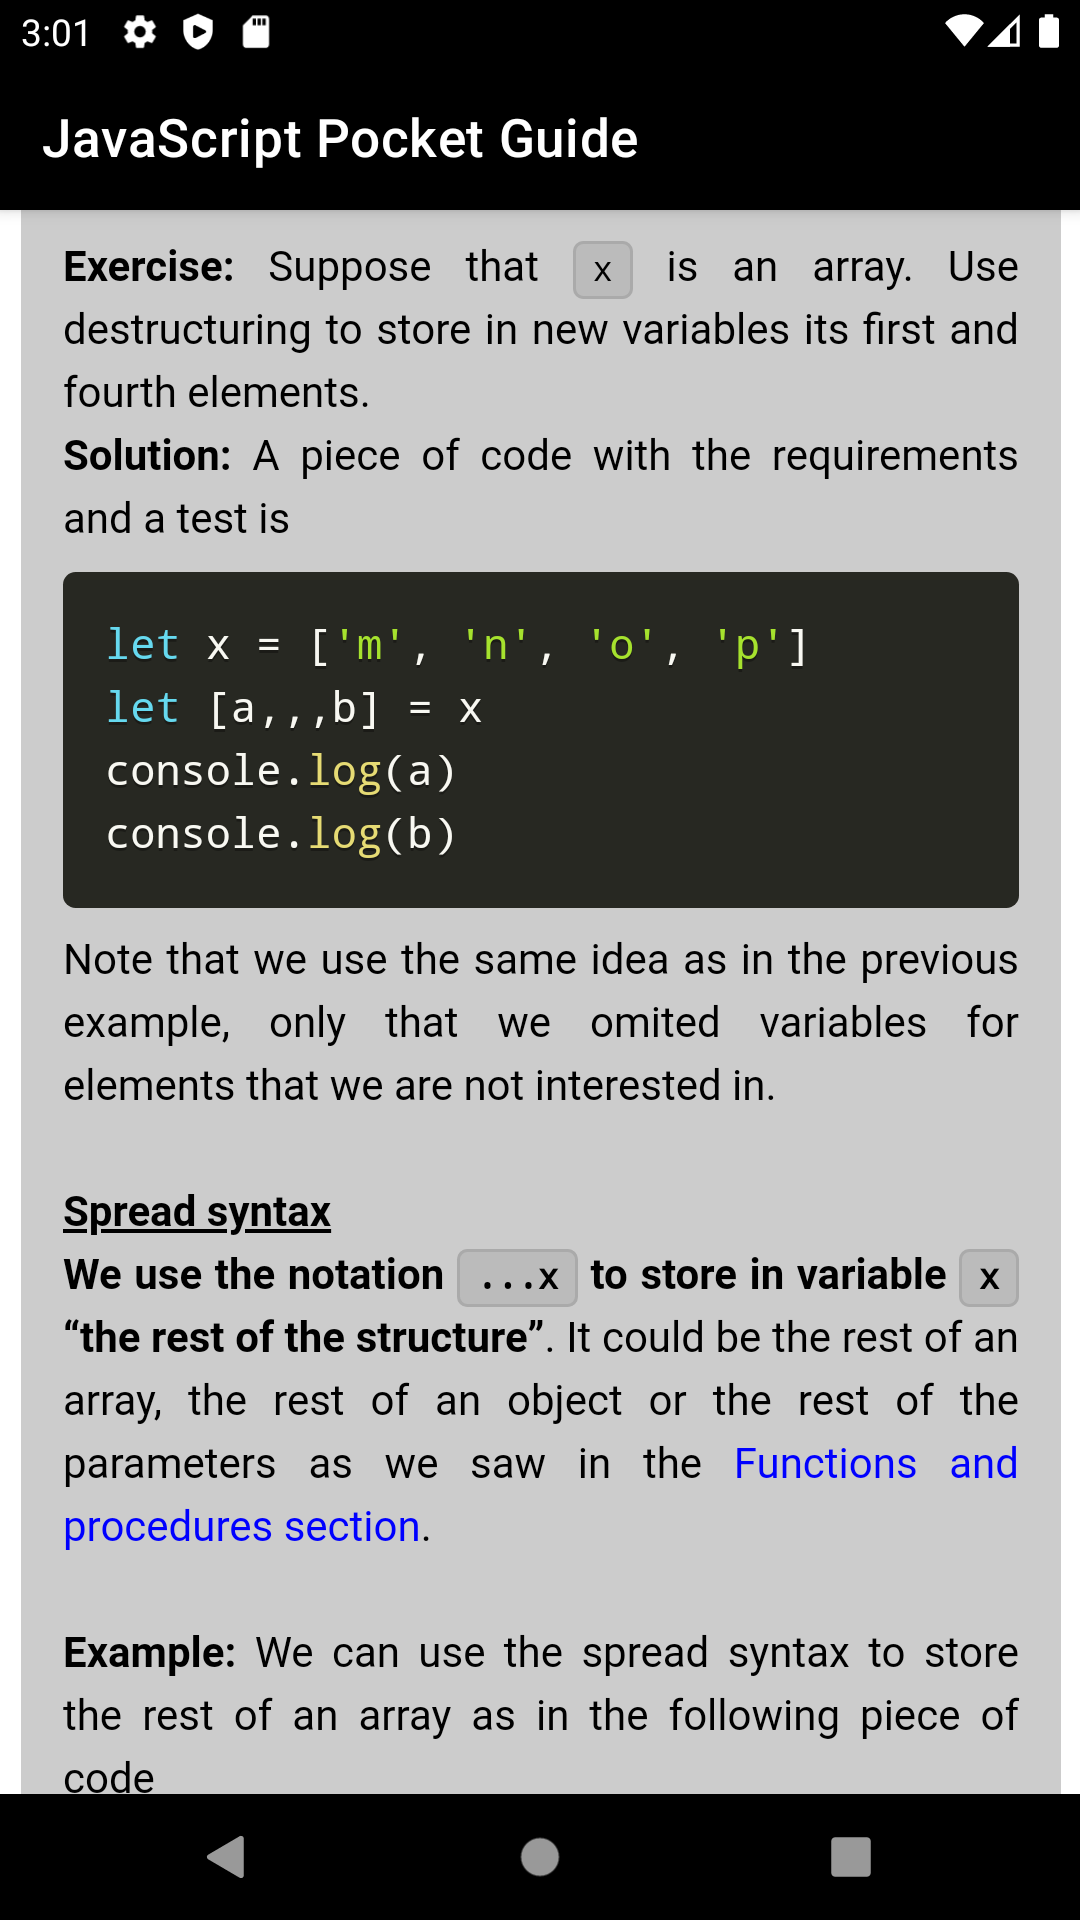 3:01
JavaScript Pocket Guide
Exercise: Suppose that x is an array. Use
destructuring to store in new variables its first and
fourth elements.
Solution: A piece of code with the requirements
and a test is
let x = ['m', 'n', 'o', 'p']
let [a,,,b] = x
console.log(a)
console.log(b)
Note that we use the same idea as in the previous
example, only that we omited variables for
elements that we are not interested in.
Spread syntax
We use the notation ...x to store in variable x
“the rest of the structure”. It could be the rest of an
array, the rest of an object or the rest of the
parameters as we saw in the Functions and
procedures section.
Example: We can use the spread syntax to store
the rest of an array as in the following piece of
code